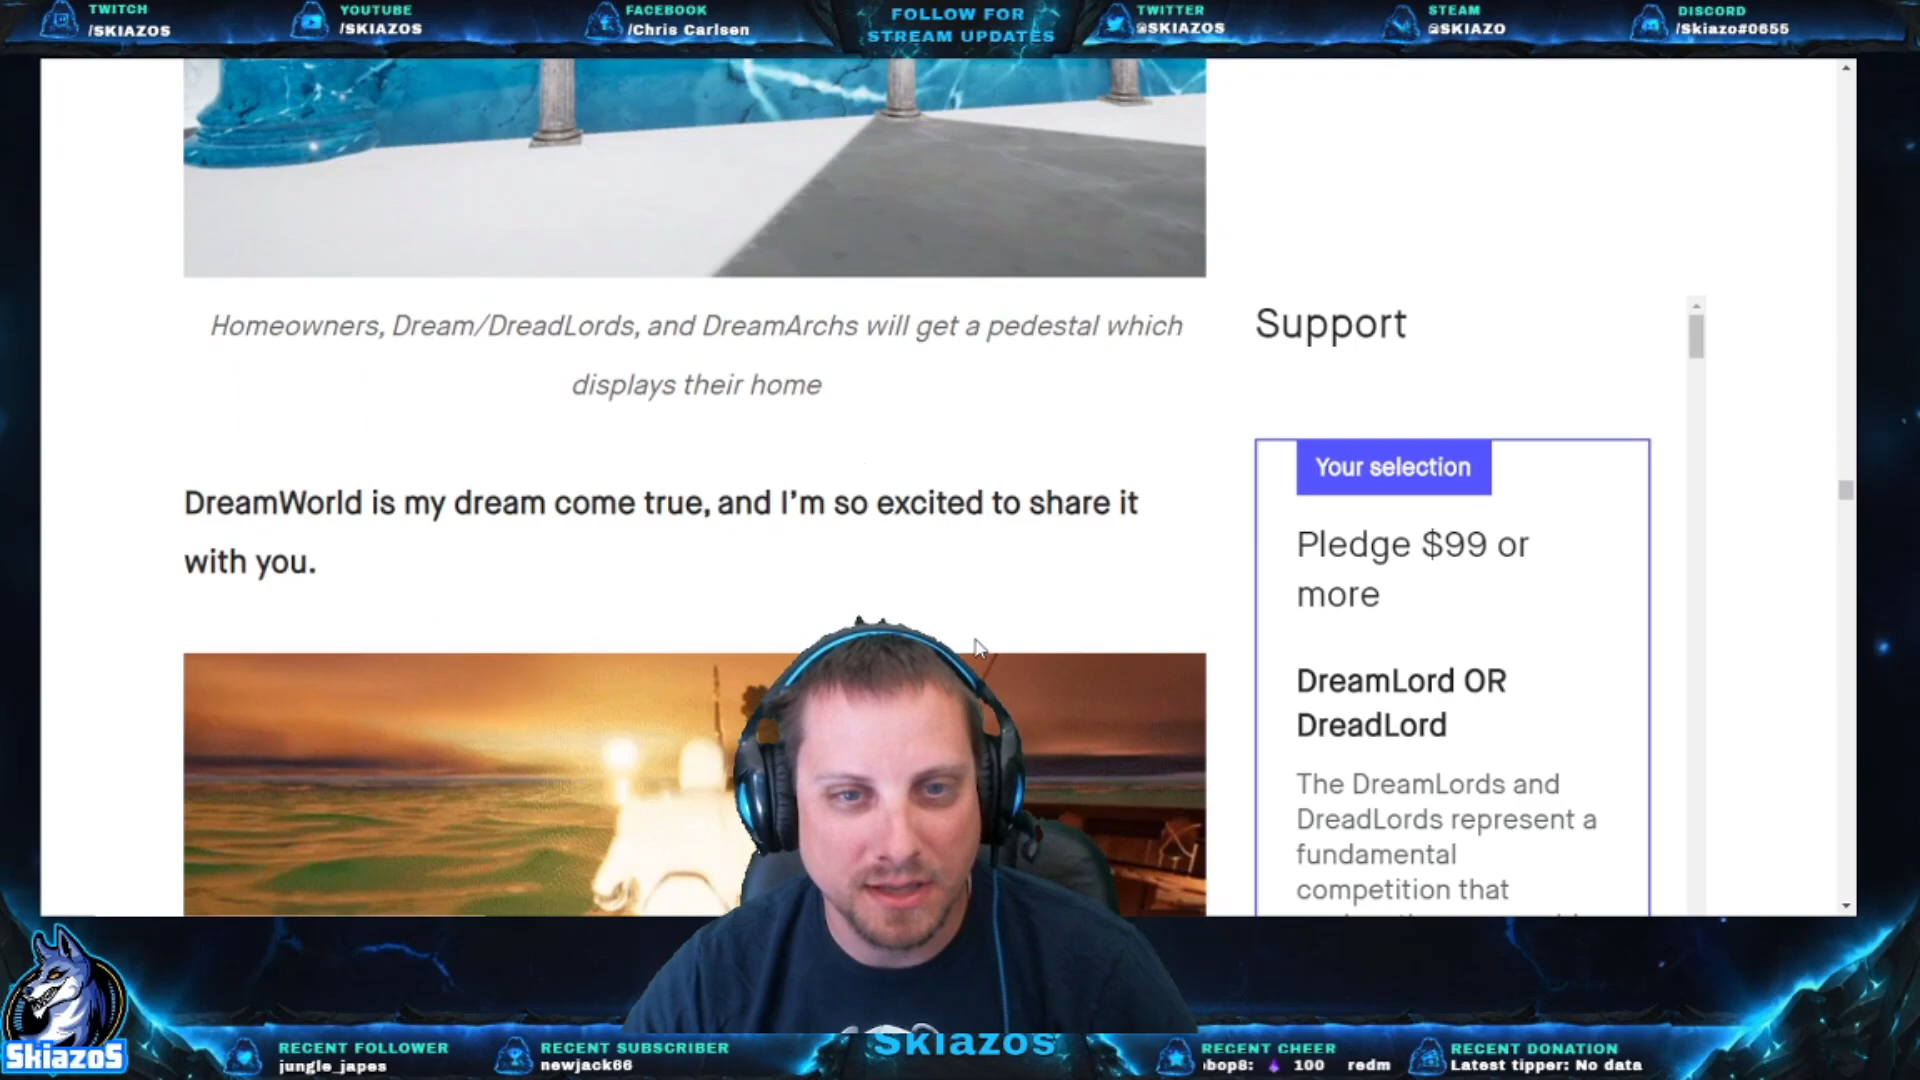 TWITCH
/SKIAZOS
YOUTUBE
/SKIAZOS
FACEBOOK
/Chris Carlsen
FOLLOW FOR
STREAM UPDATES
TWITTER
@SKIAZOS
STEAM
@SKIAZO
DISCORD
/Skiazo#0655
Homeowners, Dream/DreadLords, and DreamArchs will get a pedestal which
displays their home
DreamWorld is my dream come true, and I'm so excited to share it
with you.
Support
Your selection
Pledge $99 or
more
DreamLord OR
DreadLord
The DreamLords and
DreadLords represent a
fundamental
competition that
SkiazoS
RECENT FOLLOWER
jungle_japes
RECENT SUBSCRIBER
newjack66
Skiazos
RECENT CHEER
bop8: 100 redm
RECENT DONATION
Latest tipper: No data